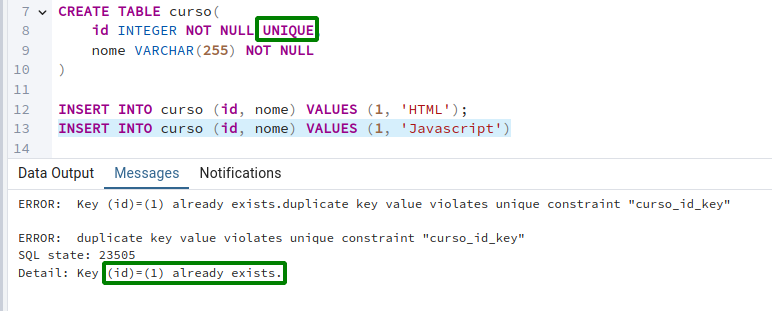 7 CREATE TABLE curso(
8 id INTEGER NOT NULL UNIQUE,
9 nome VARCHAR(255) NOT NULL
10 )
11
12 INSERT INTO curso (id, nome) VALUES (1, 'HTML');
13 INSERT INTO curso (id, nome) VALUES (1, 'Javascript')
14
Data Output Messages Notifications
ERROR: Key (id)=(1) already exists.duplicate key value violates unique constraint "curso_id_key"
ERROR: duplicate key value violates unique constraint "curso_id_key"
SQL state: 23505
Detail: Key (id)=(1) already exists.